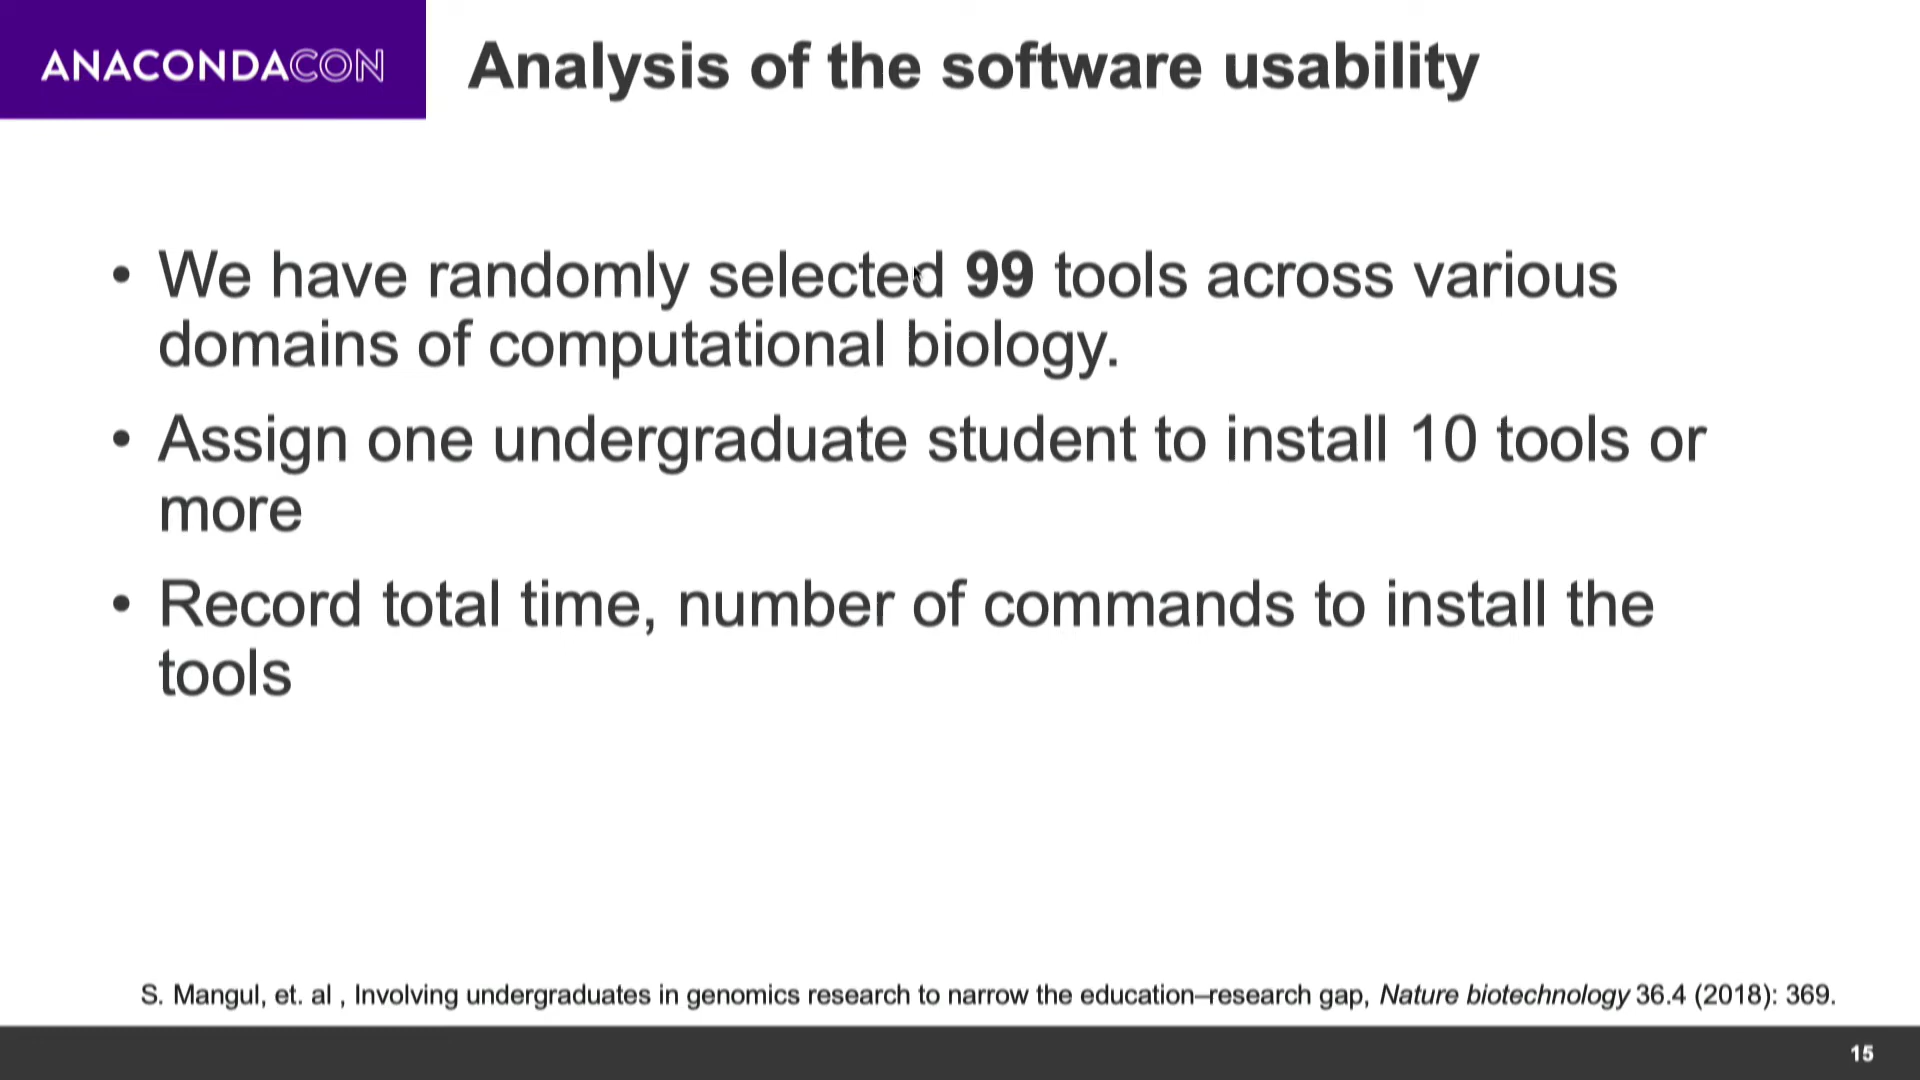 ANACONDACON
Analysis of the software usability
• We have randomly selected 99 tools across various
domains of computational biology.
• Assign one undergraduate student to install 10 tools or
more
• Record total time, number of commands to install the
tools
S. Mangul, et. al , Involving undergraduates in genomics research to narrow the education–research gap, Nature biotechnology 36.4 (2018): 369.
15